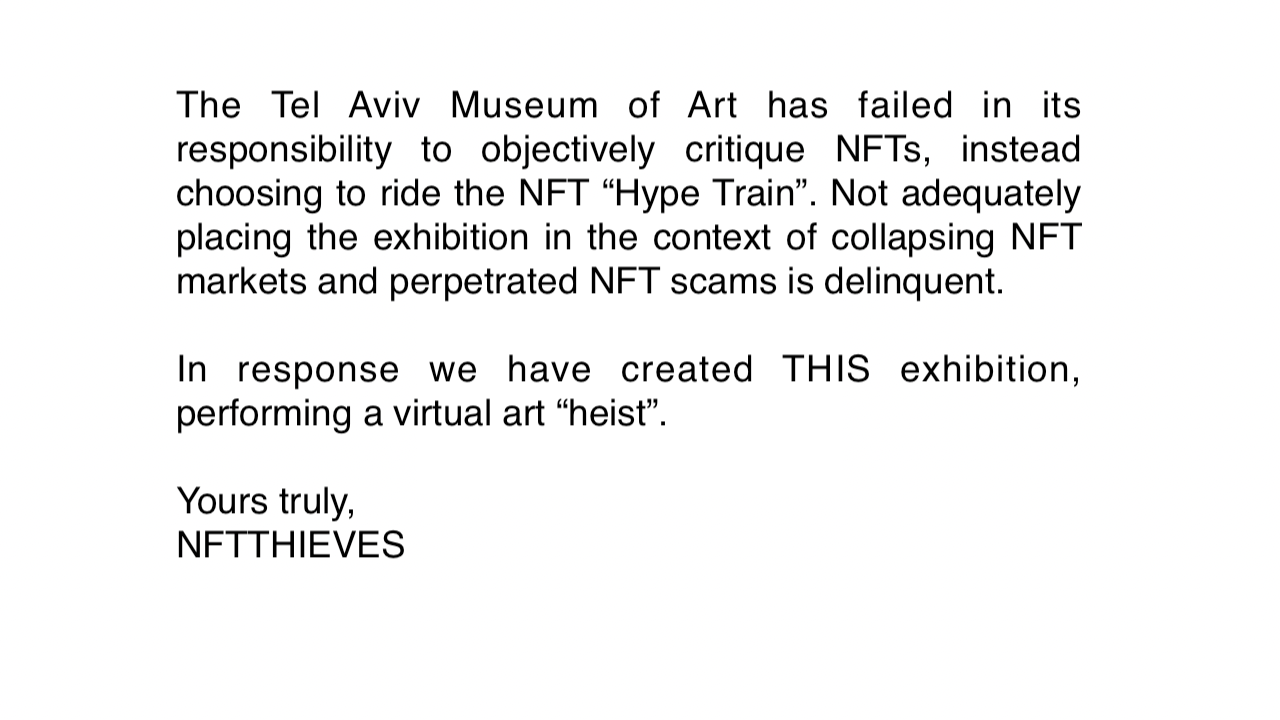 The Tel Aviv Museum of Art has failed in its
responsibility to objectively critique NFTs, instead
choosing to ride the NFT “Hype Train”. Not adequately
placing the exhibition in the context of collapsing NFT
markets and perpetrated NFT scams is delinquent.
In response we have created THIS exhibition,
performing a virtual art “heist”.
Yours truly,
NFTTHIEVES